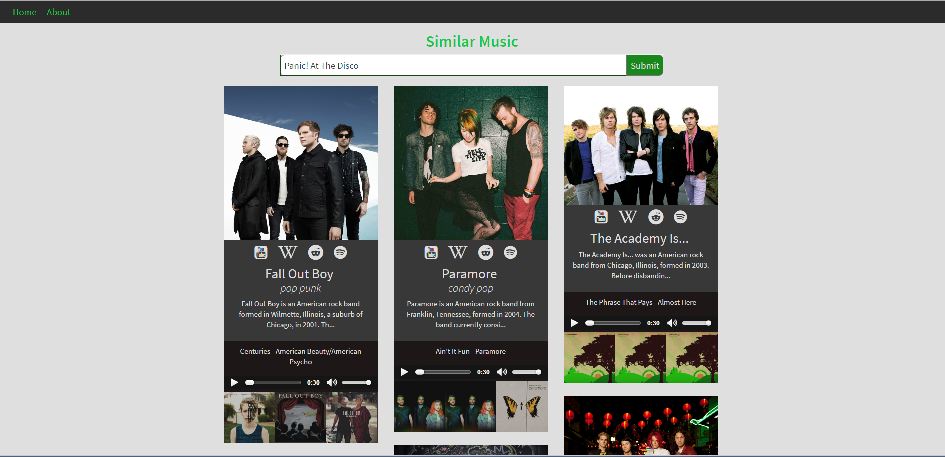 Home About
Similar Music
Panic! At The Disco
Submit
Fall Out Boy
pop punk
Fall Out Boy is an American rock band
formed in Wilmette, Illinois, a suburb of
Chicago, in 2001. Th...
Centuries - American Beauty/American
Psycho
0:30
FALL OUT BOY
Paramore
candy pop
Paramore is an American rock band from
Franklin, Tennessee, formed in 2004. The
band currently consi...
Ain't It Fun - Paramore
0:30
The Academy Is...
The Academy Is... was an American rock
band from Chicago, Illinois, formed in 2003.
Before disbandin...
The Phrase That Pays - Almost Here
0:30